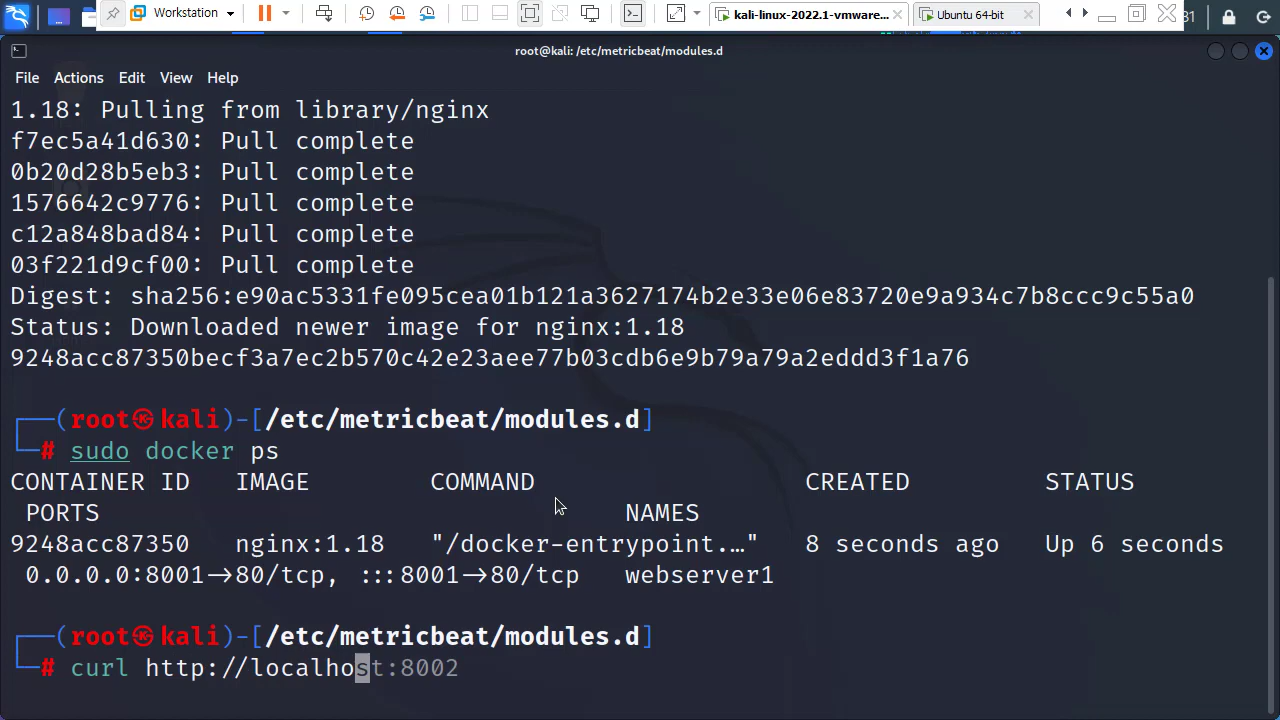 Workstation
kali-linux-2022.1-vmware...
Ubuntu 64-bit
31
root@kali: /etc/metricbeat/modules.d
File Actions Edit View Help
1.18: Pulling from library/nginx
f7ec5a41d630: Pull complete
0b20d28b5eb3: Pull complete
1576642c9776: Pull complete
c12a848bad84: Pull complete
03f221d9cf00: Pull complete
Digest: sha256:e90ac5331fe095cea01b121a3627174b2e33e06e83720e9a934c7b8ccc9c55a0
Status: Downloaded newer image for nginx:1.18
9248acc87350becf3a7ec2b570c42e23aee77b03cdb6e9b79a79a2eddd3f1a76
┌──(root㉿kali)-[/etc/metricbeat/modules.d]
└─# sudo docker ps
CONTAINER ID IMAGE COMMAND CREATED STATUS
PORTS NAMES
9248acc87350 nginx:1.18 "/docker-entrypoint.…" 8 seconds ago Up 6 seconds
0.0.0.0:8001->80/tcp, :::8001->80/tcp webserver1
┌──(root㉿kali)-[/etc/metricbeat/modules.d]
└─# curl http://localhost:8002